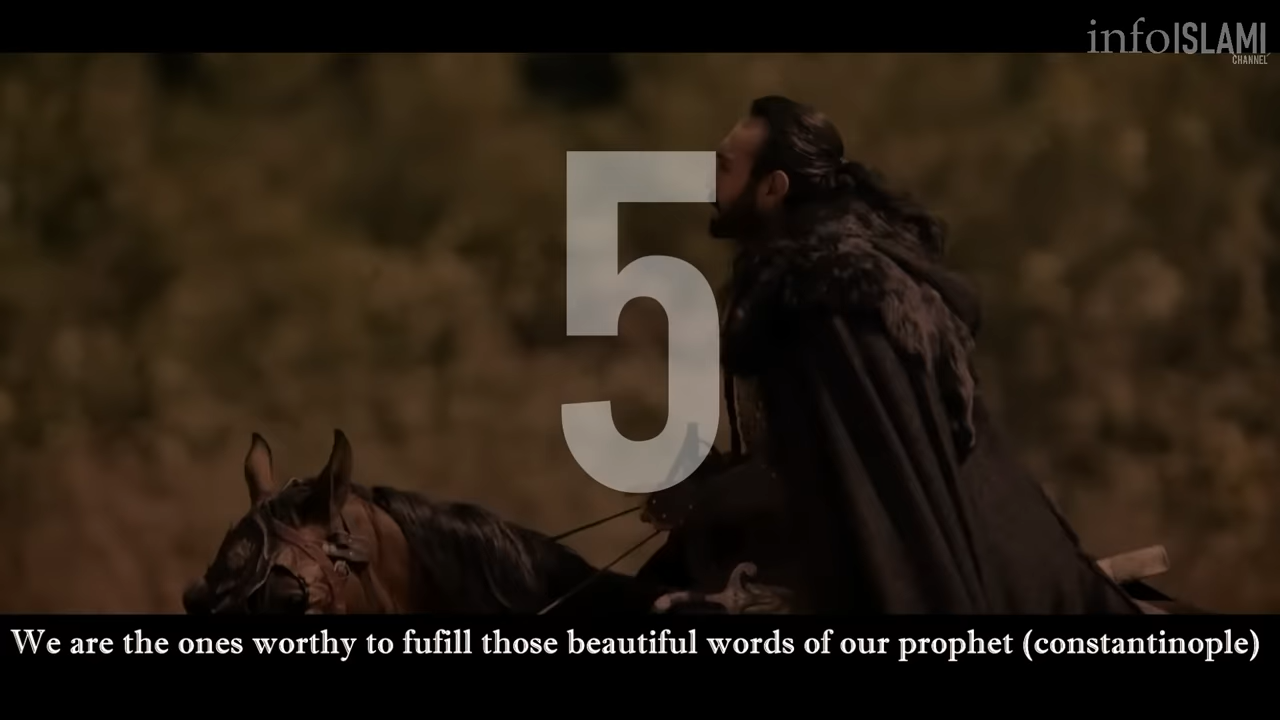 infoISLAMI
CHANNEL
5
We are the ones worthy to fufill those beautiful words of our prophet (constantinople)